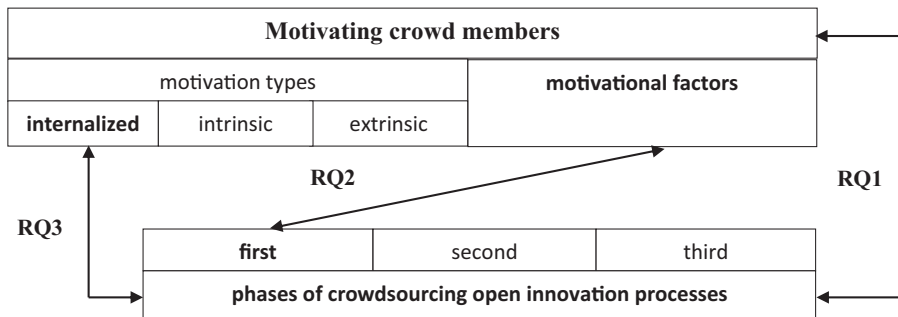 Motivating crowd members
motivation types
motivational factors
internalized
intrinsic
extrinsic
RQ2
RQ1
RQ3
first
second
third
phases of crowdsourcing open innovation processes